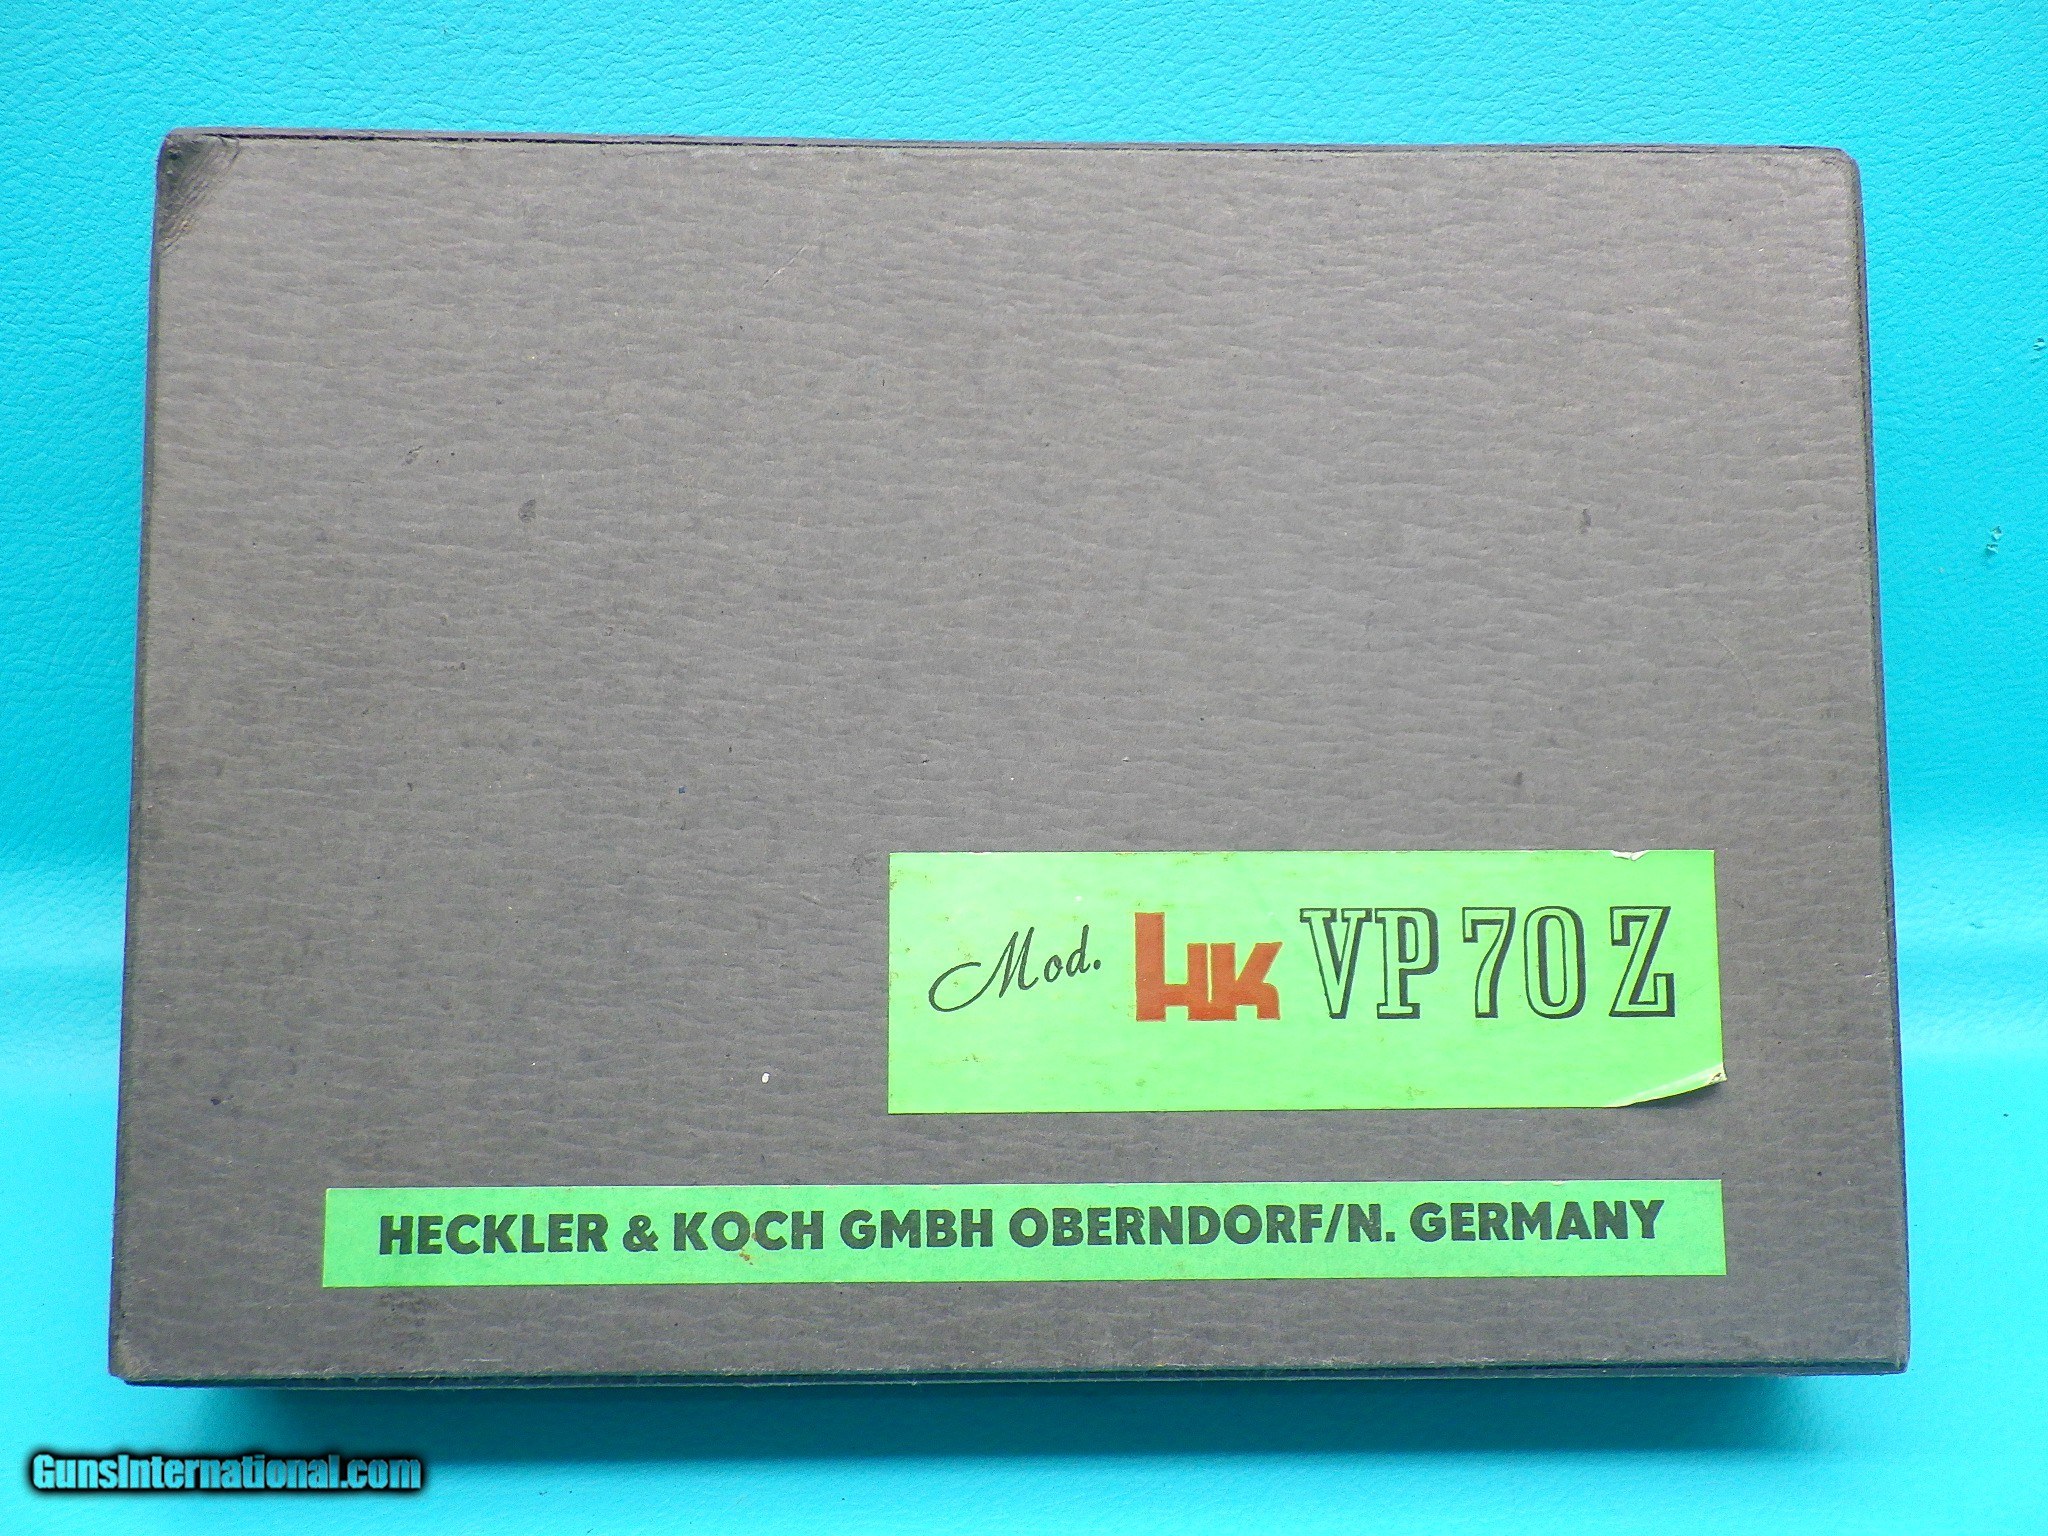 Mod. HK VP 70 Z
HECKLER & KOCH GMBH OBERNDORF/N. GERMANY
GunsInternational.com